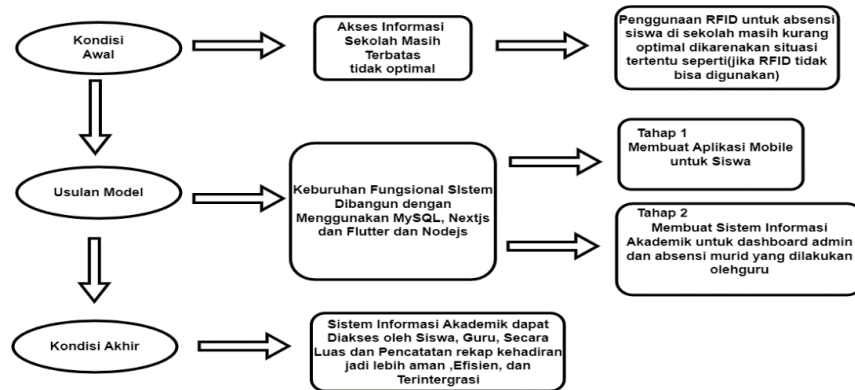 Kondisi
Awal
Akses Informasi
Sekolah Masih
Terbatas
tidak optimal
Penggunaan RFID untuk absensi
siswa di sekolah masih kurang
optimal dikarenakan situasi
tertentu seperti(jika RFID tidak
bisa digunakan)
Usulan Model
Keburuhan Fungsional SIstem
Dibangun dengan
Menggunakan MySQL, Nextjs
dan Flutter dan Nodejs
Tahap 1
Membuat Aplikasi Mobile
untuk Siswa
Tahap 2
Membuat Sistem Informasi
Akademik untuk dashboard admin
dan absensi murid yang dilakukan
olehguru
Kondisi Akhir
Sistem Informasi Akademik dapat
Diakses oleh Siswa, Guru, Secara
Luas dan Pencatatan rekap kehadiran
jadi lebih aman ,Efisien, dan
Terintergrasi